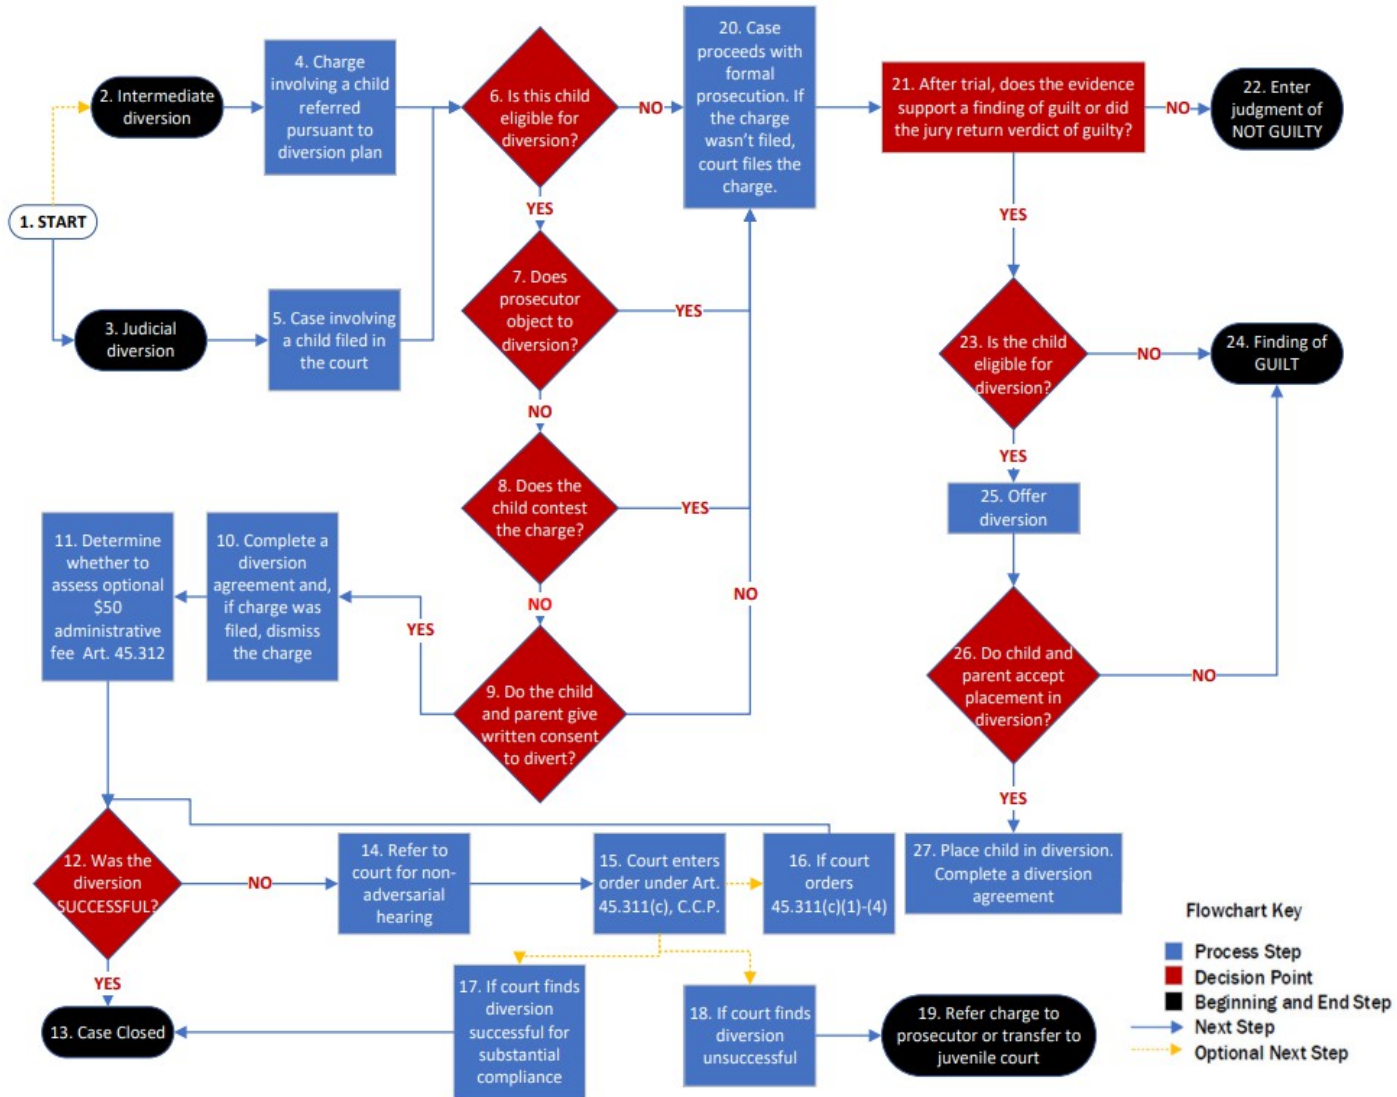 1. START
2. Intermediate
diversion
3. Judicial
diversion
4. Charge
involving a child
referred
pursuant to
diversion plan
5. Case involving
a child filed in
the court
6. Is this child
eligible for
diversion?
NO
YES
7. Does
prosecutor
object to
diversion?
YES
NO
8. Does the
child contest
the charge?
YES
NO
9. Do the child
and parent give
written consent
to divert?
YES
NO
10. Complete a
diversion
agreement and,
if charge was
filed, dismiss
the charge
11. Determine
whether to
assess optional
$50
administrative
fee Art. 45.312
12. Was the
diversion
SUCCESSFUL?
NO
YES
13. Case Closed
14. Refer to
court for non-
adversarial
hearing
15. Court enters
order under Art.
45.311(c), C.C.P.
16. If court
orders
45.311(c)(1)-(4)
17. If court finds
diversion
successful for
substantial
compliance
18. If court finds
diversion
unsuccessful
19. Refer charge to
prosecutor or transfer to
juvenile court
20. Case
proceeds with
formal
prosecution. If
the charge
wasn’t filed,
court files the
charge.
21. After trial, does the evidence
support a finding of guilt or did
the jury return verdict of guilty?
NO
YES
22. Enter
judgment of
NOT GUILTY
23. Is the child
eligible for
diversion?
NO
YES
24. Finding of
GUILT
25. Offer
diversion
26. Do child and
parent accept
placement in
diversion?
NO
YES
27. Place child in diversion.
Complete a diversion
agreement
Flowchart Key
Process Step
Decision Point
Beginning and End Step
Next Step
Optional Next Step